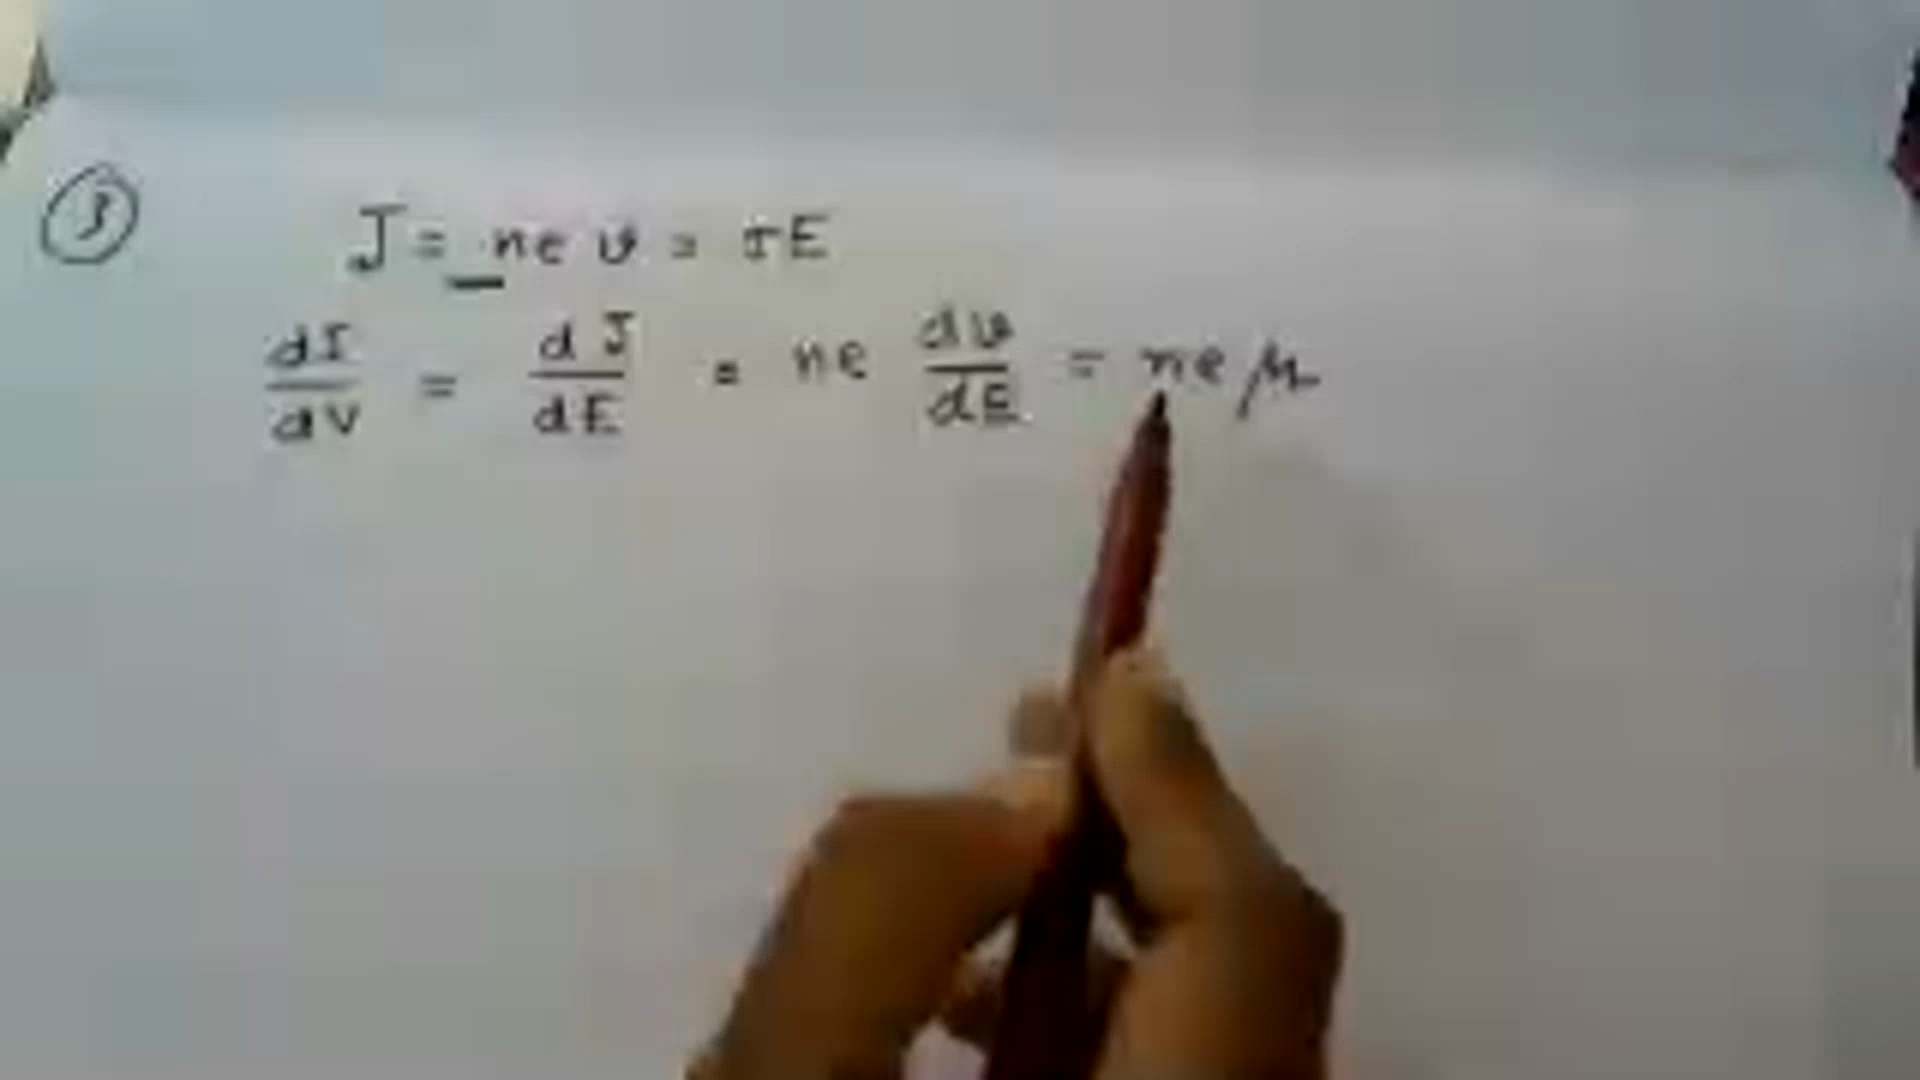 ③ J = ne v = σE
dI/dV = dJ/dE = ne dv/dE = ne μ